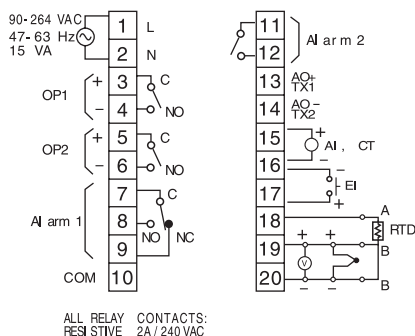 90-264 VAC
47-63 Hz
15 VA
1 L
2 N
OP1 + 3 C
− 4 NO
OP2 + 5 C
− 6 NO
Alarm 1
7 C
8 NO NC
9
COM 10
ALL RELAY CONTACTS:
RESISTIVE 2A / 240 VAC
11
12 Alarm 2
13 AO+
TX1
14 AO−
TX2
15 +
AI, CT
16 −
−
EI
17 +
18 A
RTD
19 + + B
V
20 − − B